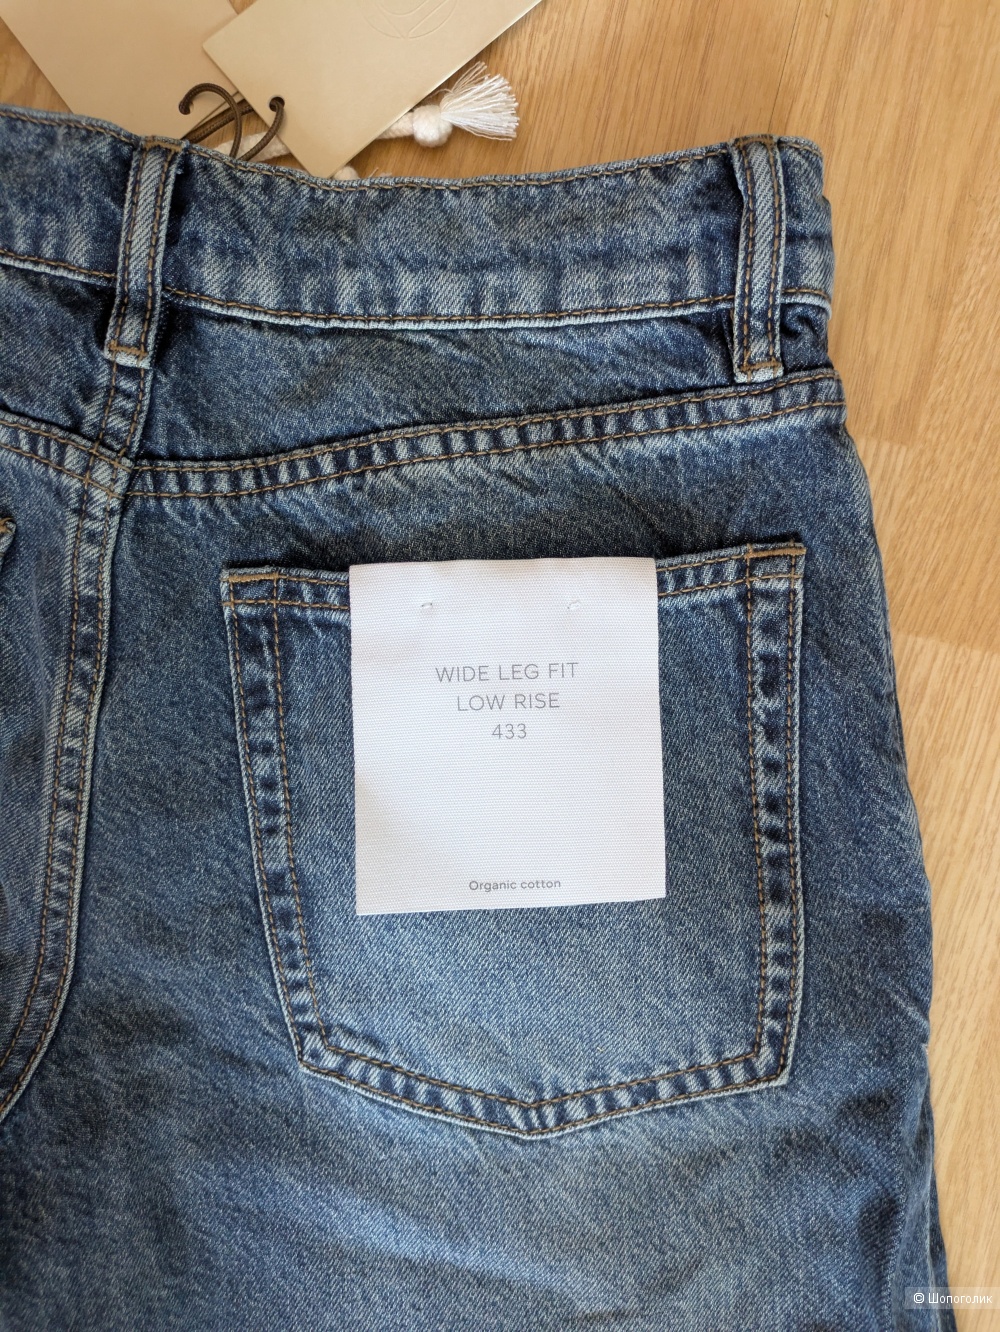 WIDE LEG FIT
LOW RISE
433
Organic cotton
© Шопоголик